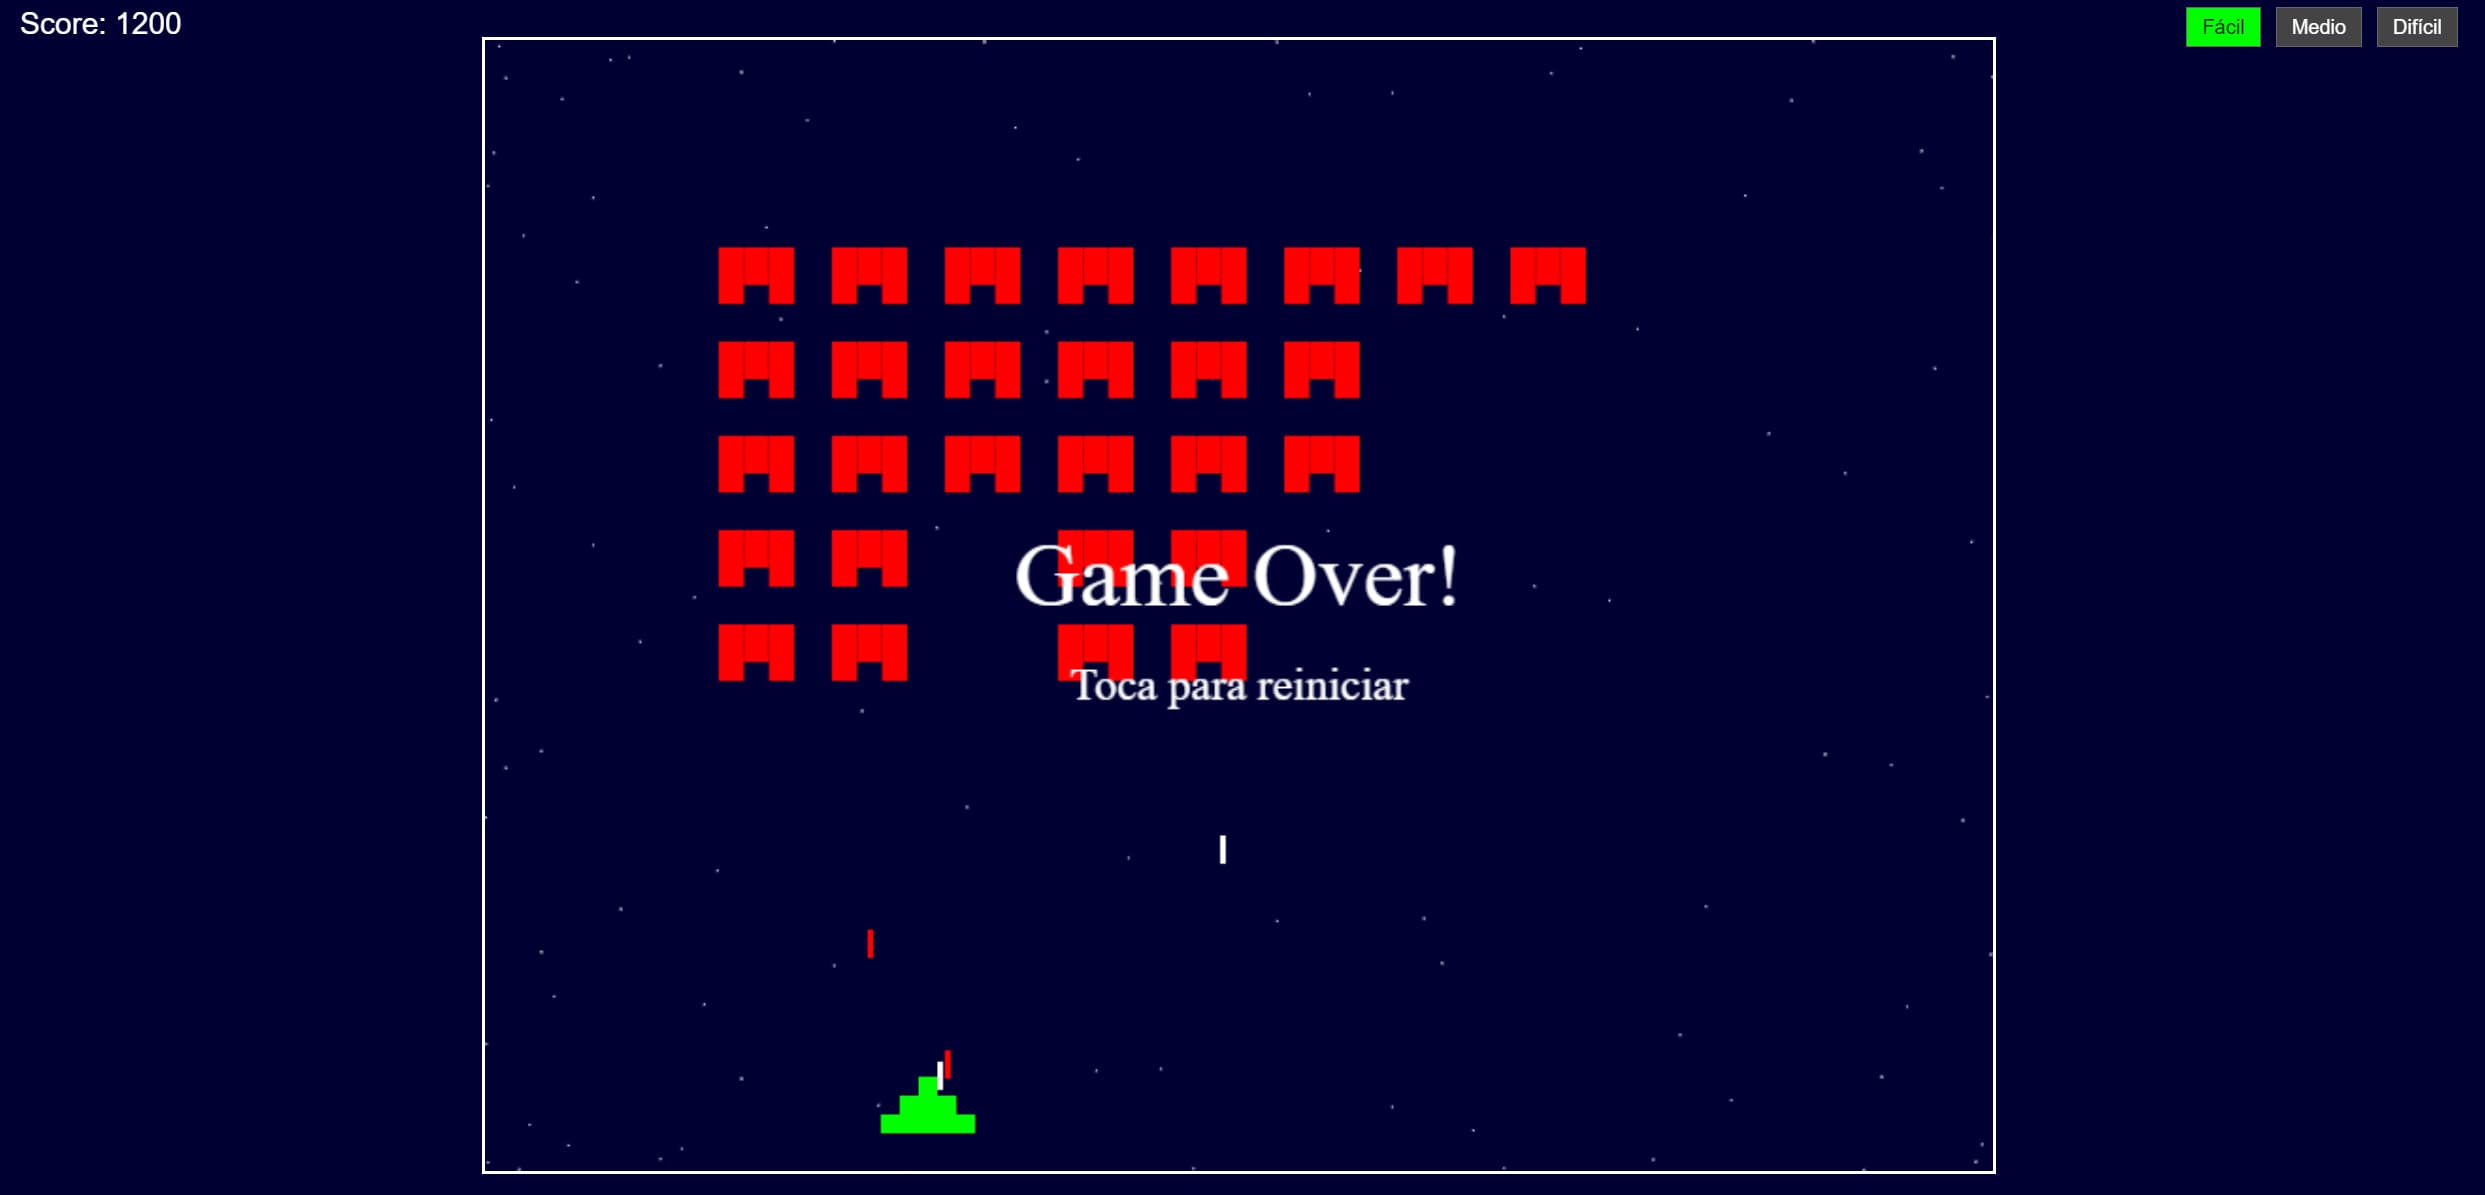 Score: 1200
Fácil
Medio
Difícil
Game Over!
Toca para reiniciar